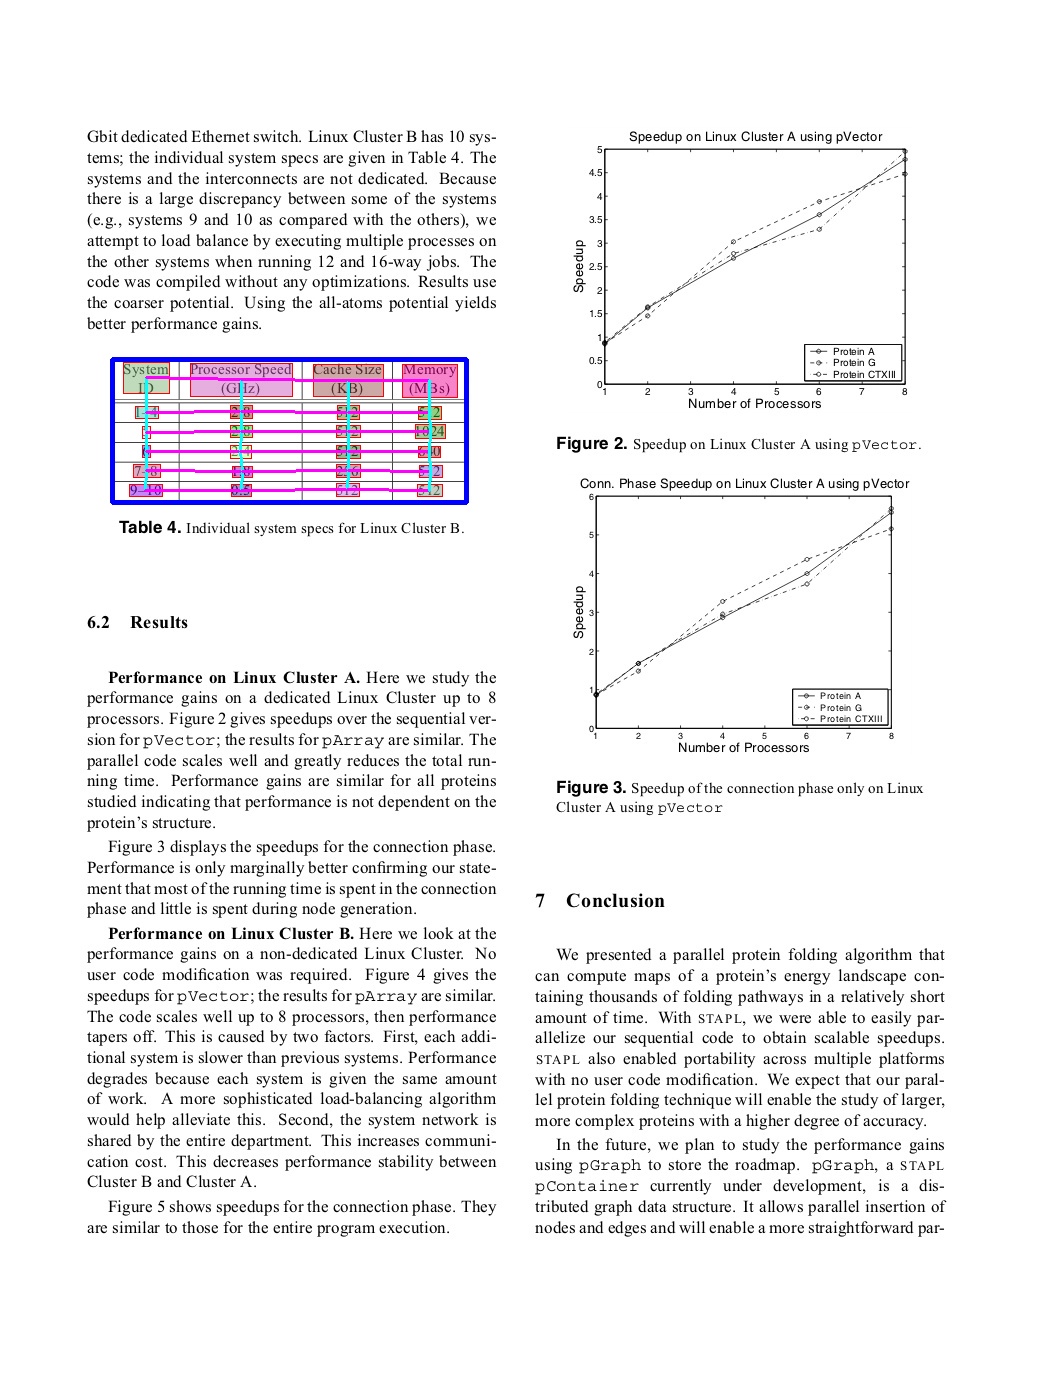 Gbit dedicated Ethernet switch. Linux Cluster B has 10 sys-
tems; the individual system specs are given in Table 4. The
systems and the interconnects are not dedicated. Because
there is a large discrepancy between some of the systems
(e.g., systems 9 and 10 as compared with the others), we
attempt to load balance by executing multiple processes on
the other systems when running 12 and 16-way jobs. The
code was compiled without any optimizations. Results use
the coarser potential. Using the all-atoms potential yields
better performance gains.
System Processor Speed Cache Size Memory
ID (GHz) (KB) (MBs)
1-4 2.8 512 512
2.8 512 1024
2.4 512
7-8 1.8 256 512
9-10 0.5 512 512
Table 4. Individual system specs for Linux Cluster B.
6.2 Results
Performance on Linux Cluster A. Here we study the
performance gains on a dedicated Linux Cluster up to 8
processors. Figure 2 gives speedups over the sequential ver-
sion for pVector; the results for pArray are similar. The
parallel code scales well and greatly reduces the total run-
ning time. Performance gains are similar for all proteins
studied indicating that performance is not dependent on the
protein's structure.
Figure 3 displays the speedups for the connection phase.
Performance is only marginally better confirming our state-
ment that most of the running time is spent in the connection
phase and little is spent during node generation.
Performance on Linux Cluster B. Here we look at the
performance gains on a non-dedicated Linux Cluster. No
user code modification was required. Figure 4 gives the
speedups for pVector; the results for pArray are similar.
The code scales well up to 8 processors, then performance
tapers off. This is caused by two factors. First, each addi-
tional system is slower than previous systems. Performance
degrades because each system is given the same amount
of work. A more sophisticated load-balancing algorithm
would help alleviate this. Second, the system network is
shared by the entire department. This increases communi-
cation cost. This decreases performance stability between
Cluster B and Cluster A.
Figure 5 shows speedups for the connection phase. They
are similar to those for the entire program execution.
Speedup on Linux Cluster A using pVector
5
4.5
4
3.5
3
2.5
2
1.5
1
0.5
0
Speedup
Protein A
Protein G
Protein CTXIII
1 2 3 4 5 6 7 8
Number of Processors
Figure 2. Speedup on Linux Cluster A using pVector.
Conn. Phase Speedup on Linux Cluster A using pVector
6
5
4
3
2
1
0
Speedup
Protein A
Protein G
Protein CTXIII
1 2 3 4 5 6 7 8
Number of Processors
Figure 3. Speedup of the connection phase only on Linux
Cluster A using pVector
7 Conclusion
We presented a parallel protein folding algorithm that
can compute maps of a protein's energy landscape con-
taining thousands of folding pathways in a relatively short
amount of time. With STAPL, we were able to easily par-
allelize our sequential code to obtain scalable speedups.
STAPL also enabled portability across multiple platforms
with no user code modification. We expect that our paral-
lel protein folding technique will enable the study of larger,
more complex proteins with a higher degree of accuracy.
In the future, we plan to study the performance gains
using pGraph to store the roadmap. pGraph, a STAPL
pContainer currently under development, is a dis-
tributed graph data structure. It allows parallel insertion of
nodes and edges and will enable a more straightforward par-